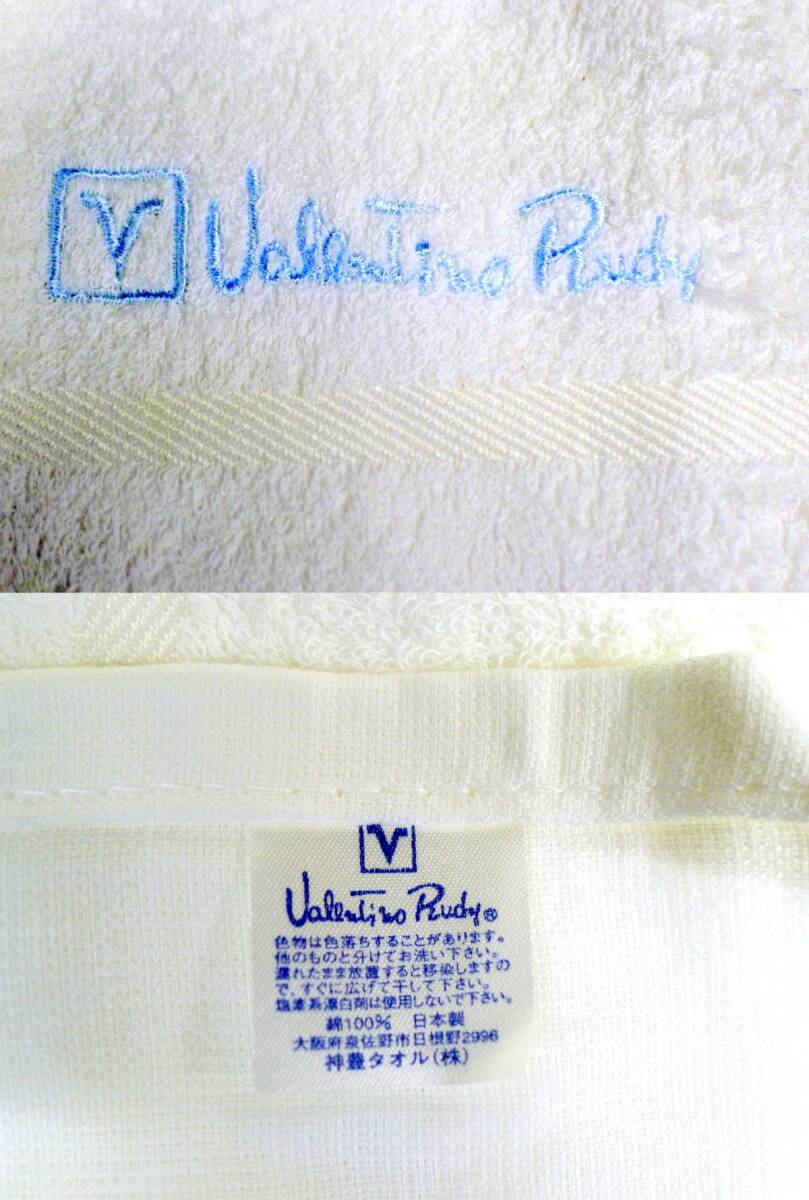 V Valentino Rudy
V
Valentino Rudy®
色物は色落ちすることがあります。
他のものと分けてお洗い下さい。
濡れたまま放置すると移染しますの
で、すぐに広げて干して下さい。
塩素系漂白剤は使用しないで下さい。
綿100% 日本製
大阪府泉佐野市日根野2996
神豊タオル(株)